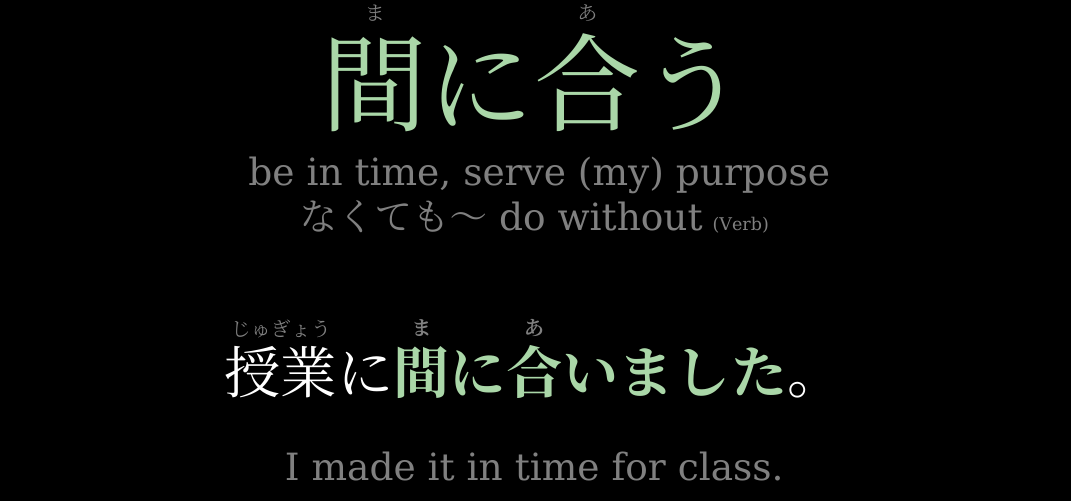 ま あ
間に合う
be in time, serve (my) purpose
なくても〜 do without (Verb)
じゅぎょう ま あ
授業に間に合いました。
I made it in time for class.